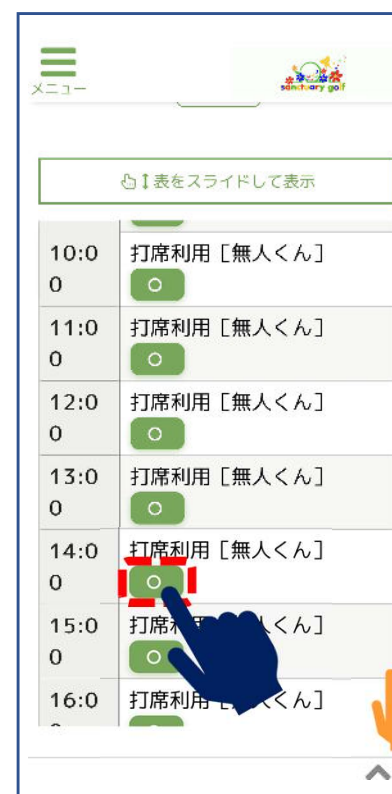 メニュー
sanctuary golf
表をスライドして表示
10:0
0
打席利用［無人くん］
○
11:0
0
打席利用［無人くん］
○
12:0
0
打席利用［無人くん］
○
13:0
0
打席利用［無人くん］
○
14:0
0
打席利用［無人くん］
○
15:0
0
打席利 くん］
○
16:0
打席利用 くん］